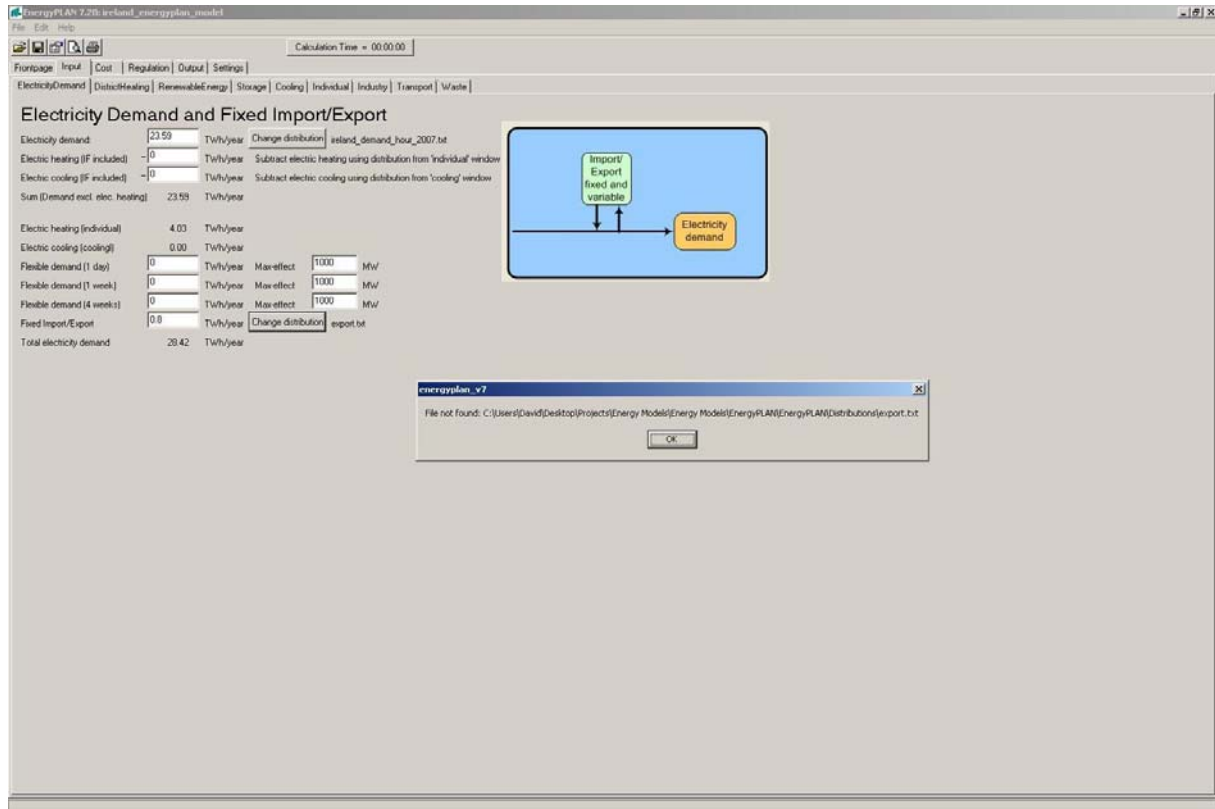 EnergyPLAN 7.20: ireland_energyplan_model
File Edit Help
Calculation Time = 00:00:00
Frontpage Input Cost Regulation Output Settings
ElectricityDemand DistrictHeating RenewableEnergy Storage Cooling Individual Industry Transport Waste
Electricity Demand and Fixed Import/Export
Electricity demand: 23.59 TWh/year Change distribution ireland_demand_hour_2007.txt
Electric heating (IF included) - 0 TWh/year Subtract electric heating using distribution from 'individual' window
Electric cooling (IF included) - 0 TWh/year Subtract electric cooling using distribution from 'cooling' window
Sum (Demand excl. elec. heating) 23.59 TWh/year
Electric heating (individual) 4.03 TWh/year
Electric cooling (cooling) 0.00 TWh/year
Flexible demand (1 day) 0 TWh/year Max-effect 1000 MW
Flexible demand (1 week) 0 TWh/year Max-effect 1000 MW
Flexible demand (4 weeks) 0 TWh/year Max-effect 1000 MW
Fixed Import/Export 0.8 TWh/year Change distribution export.txt
Total electricity demand 28.42 TWh/year
Import/
Export
fixed and
variable
Electricity
demand
energyplan_v7
File not found: C:\Users\David\Desktop\Projects\Energy Models\Energy Models\EnergyPLAN\EnergyPLAN\Distributions\export.txt
OK